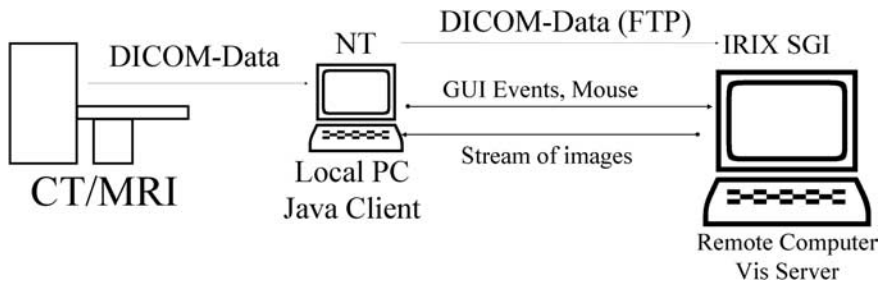 DICOM-Data
CT/MRI
NT
Local PC
Java Client
DICOM-Data (FTP)
GUI Events, Mouse
Stream of images
IRIX SGI
Remote Computer
Vis Server